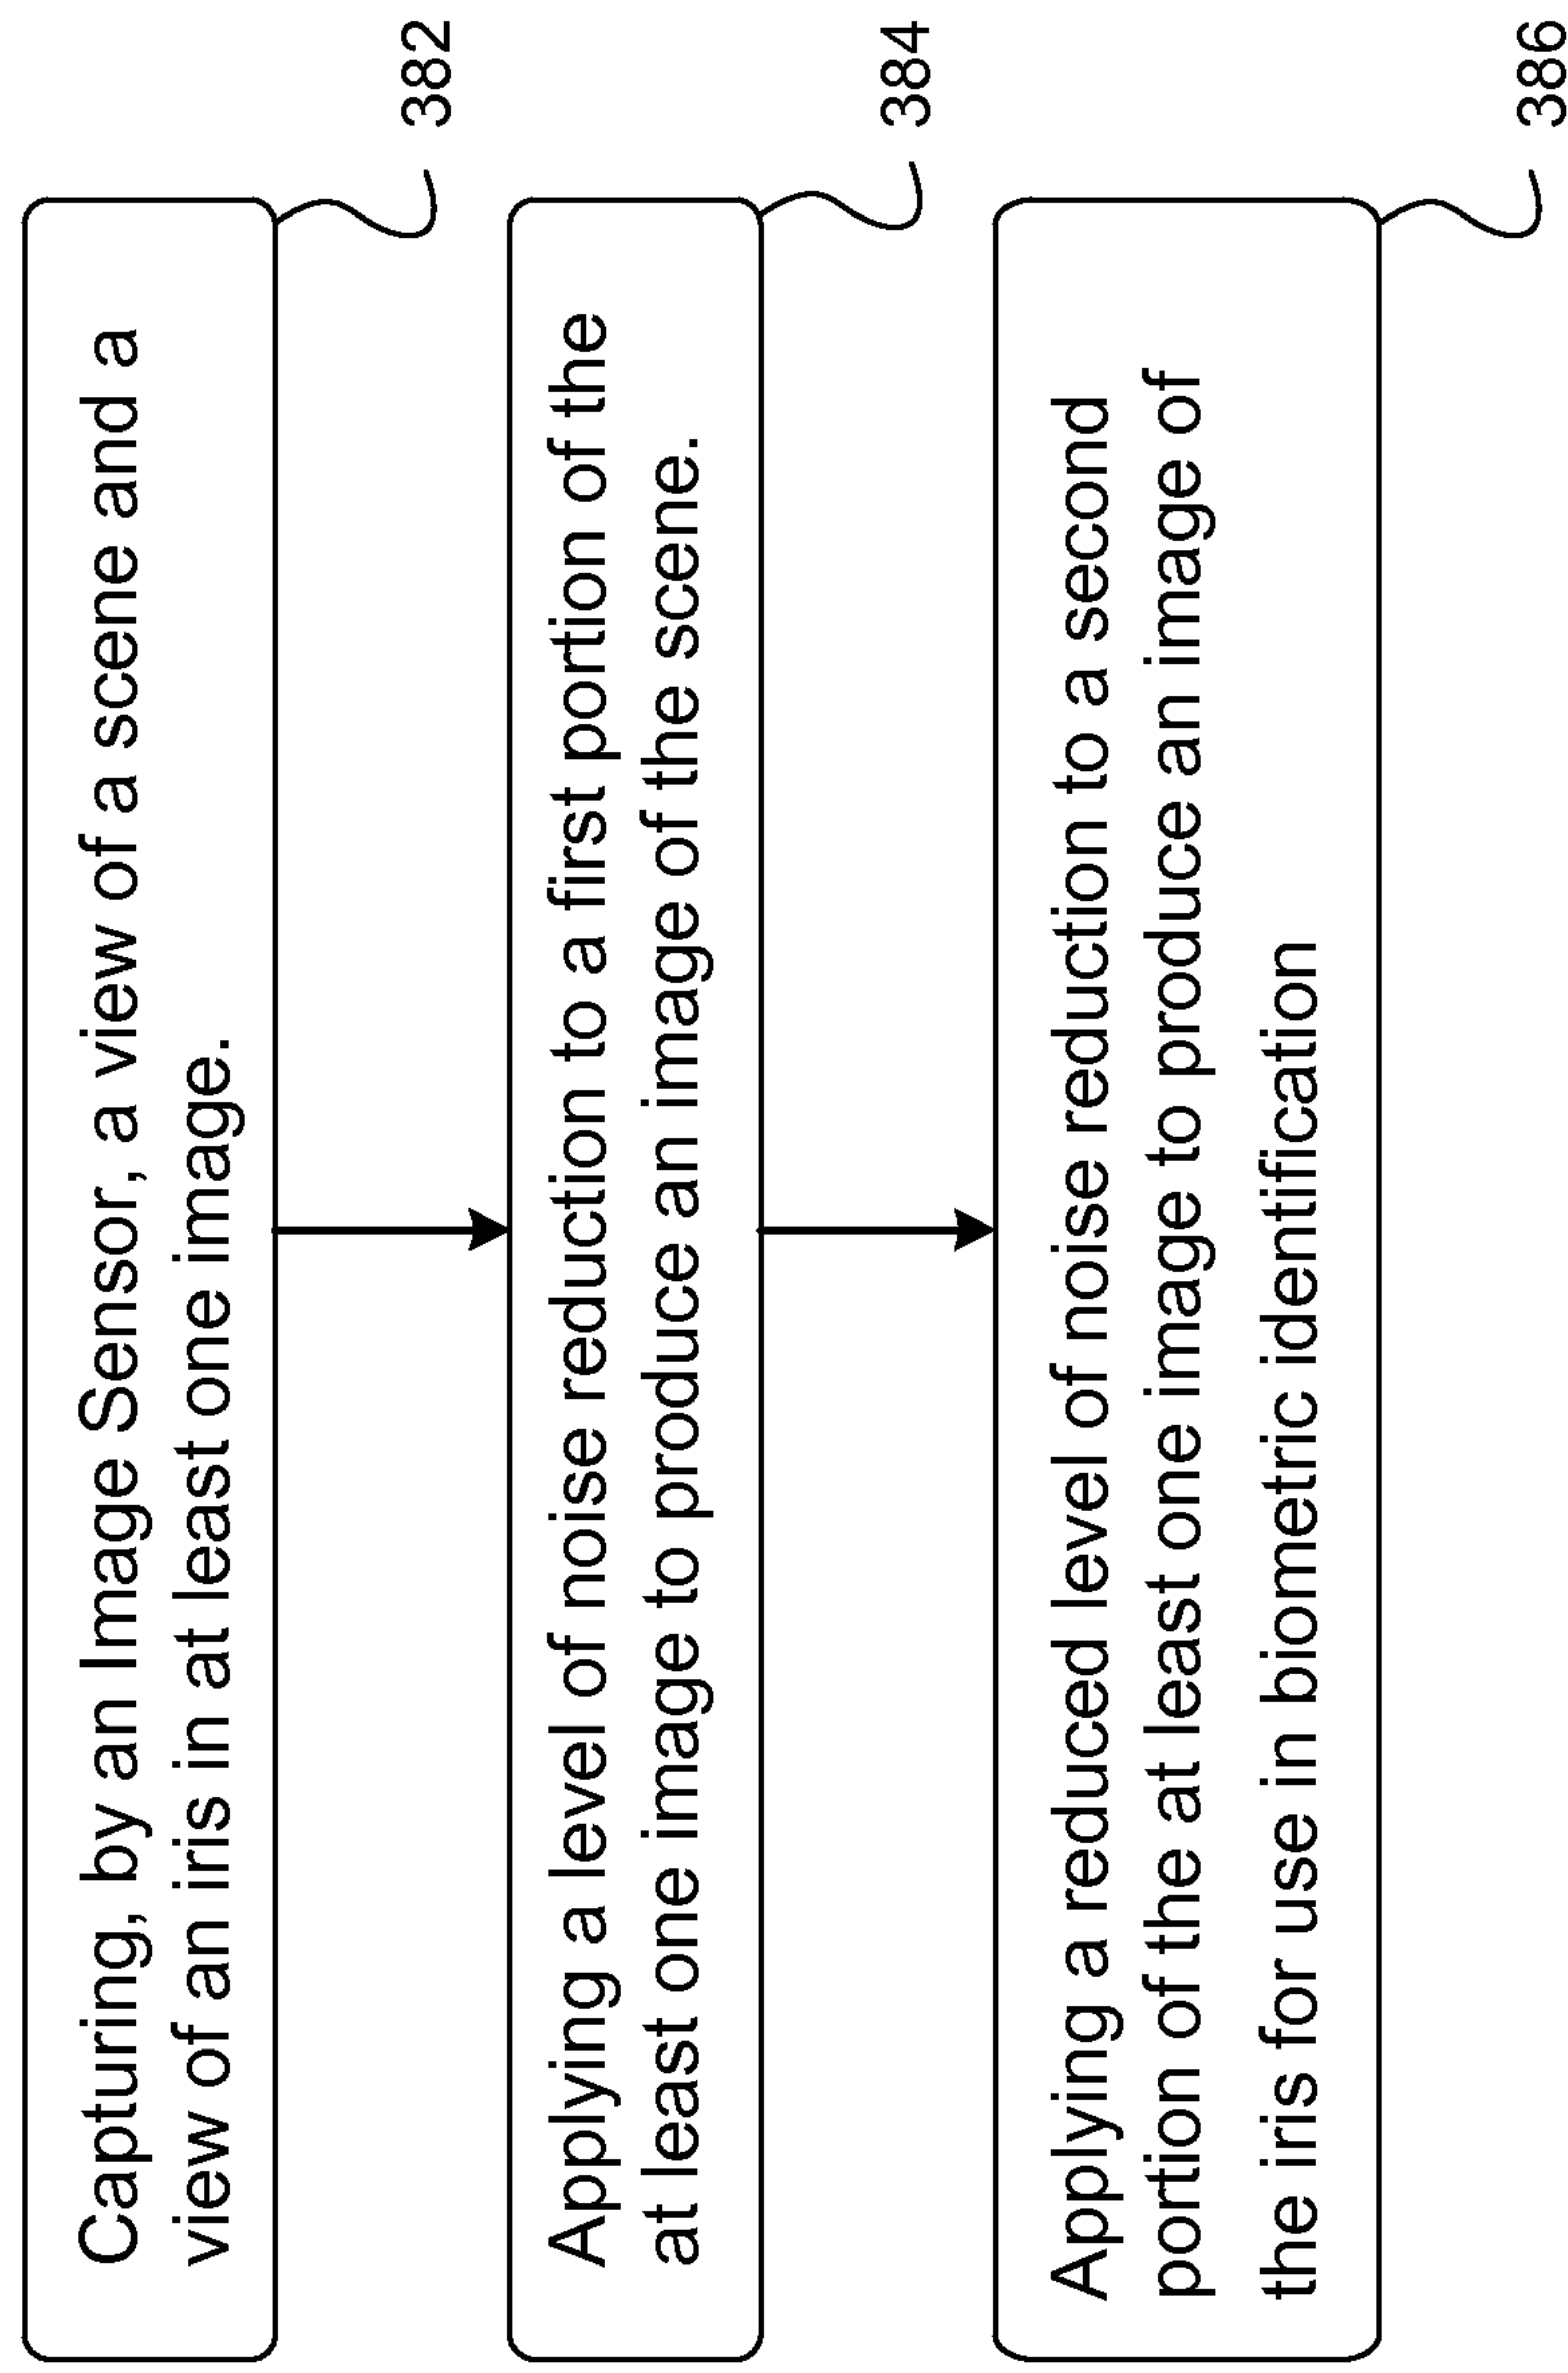 Capturing, by an Image Sensor, a view of a scene and a
view of an iris in at least one image.
382
Applying a level of noise reduction to a first portion of the
at least one image to produce an image of the scene.
384
Applying a reduced level of noise reduction to a second
portion of the at least one image to produce an image of
the iris for use in biometric identification
386